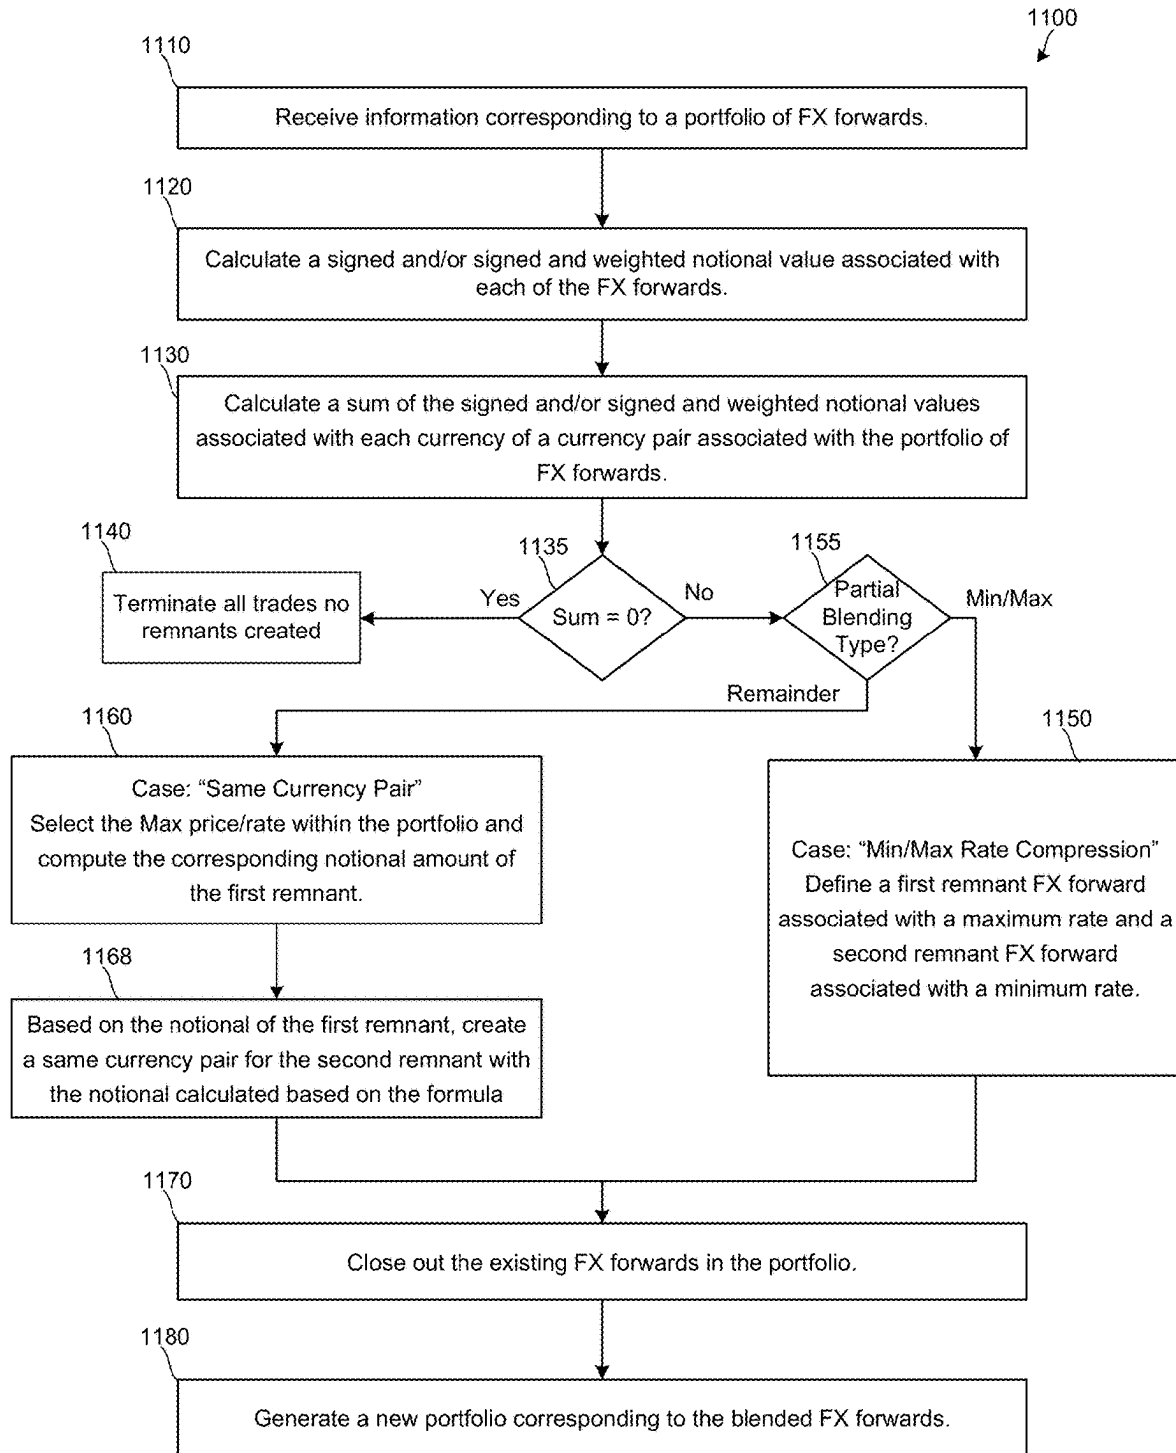 1100
1110
Receive information corresponding to a portfolio of FX forwards.
1120
Calculate a signed and/or signed and weighted notional value associated with
each of the FX forwards.
1130
Calculate a sum of the signed and/or signed and weighted notional values
associated with each currency of a currency pair associated with the portfolio of
FX forwards.
1140
Terminate all trades no
remnants created
Yes
1135
Sum = 0?
No
1155
Partial
Blending
Type?
Min/Max
Remainder
1160
Case: “Same Currency Pair”
Select the Max price/rate within the portfolio and
compute the corresponding notional amount of
the first remnant.
1168
Based on the notional of the first remnant, create
a same currency pair for the second remnant with
the notional calculated based on the formula
1150
Case: “Min/Max Rate Compression”
Define a first remnant FX forward
associated with a maximum rate and a
second remnant FX forward
associated with a minimum rate.
1170
Close out the existing FX forwards in the portfolio.
1180
Generate a new portfolio corresponding to the blended FX forwards.